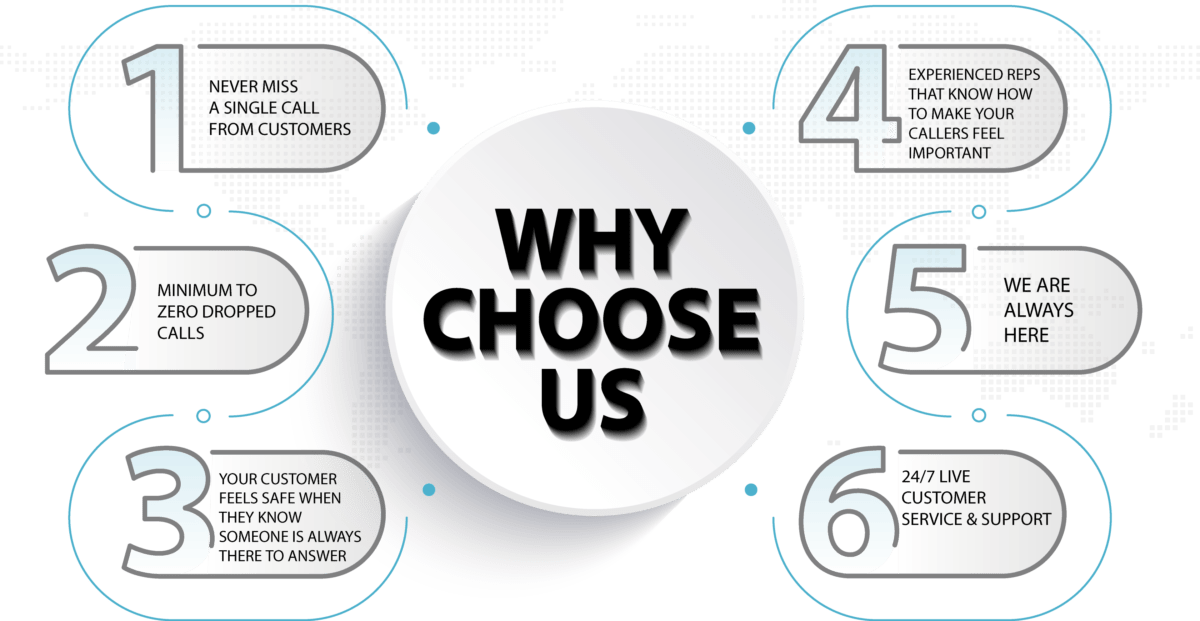 WHY
CHOOSE
US
1
NEVER MISS
A SINGLE CALL
FROM CUSTOMERS
2
MINIMUM TO
ZERO DROPPED
CALLS
3
YOUR CUSTOMER
FEELS SAFE WHEN
THEY KNOW
SOMEONE IS ALWAYS
THERE TO ANSWER
4
EXPERIENCED REPS
THAT KNOW HOW
TO MAKE YOUR
CALLERS FEEL
IMPORTANT
5
WE ARE
ALWAYS
HERE
6
24/7 LIVE
CUSTOMER
SERVICE & SUPPORT